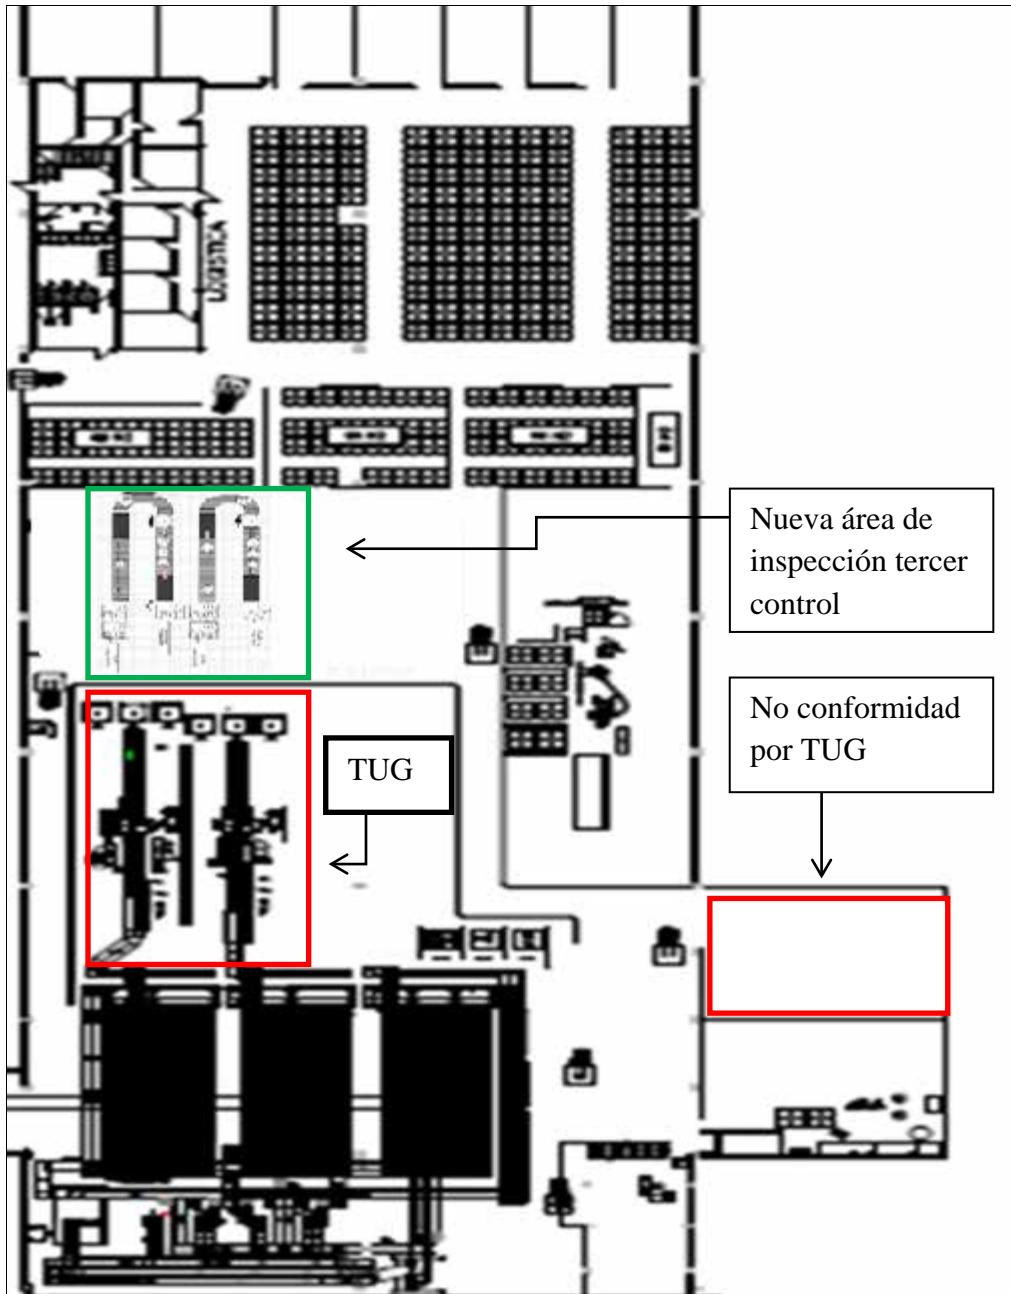 LOGISTICA
Nueva área de
inspección tercer
control
No conformidad
por TUG
TUG